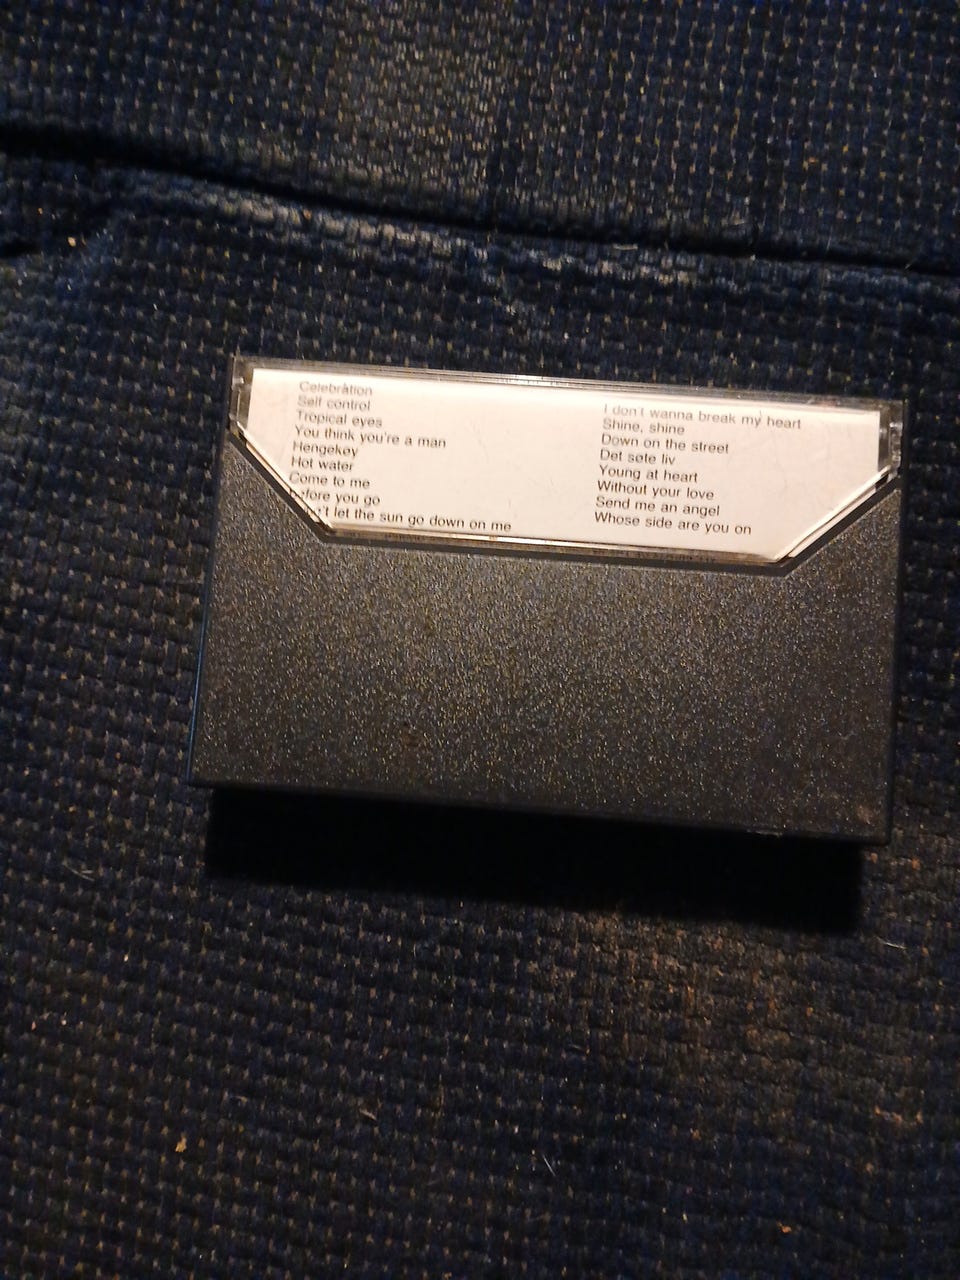 Celebration
Self control
Tropical eyes
You think you're a man
Hengekøy
Hot water
Come to me
before you go
let the sun go down on me
I don't wanna break my heart
Shine, shine
Down on the street
Det søte liv
Young at heart
Without your love
Send me an angel
Whose side are you on